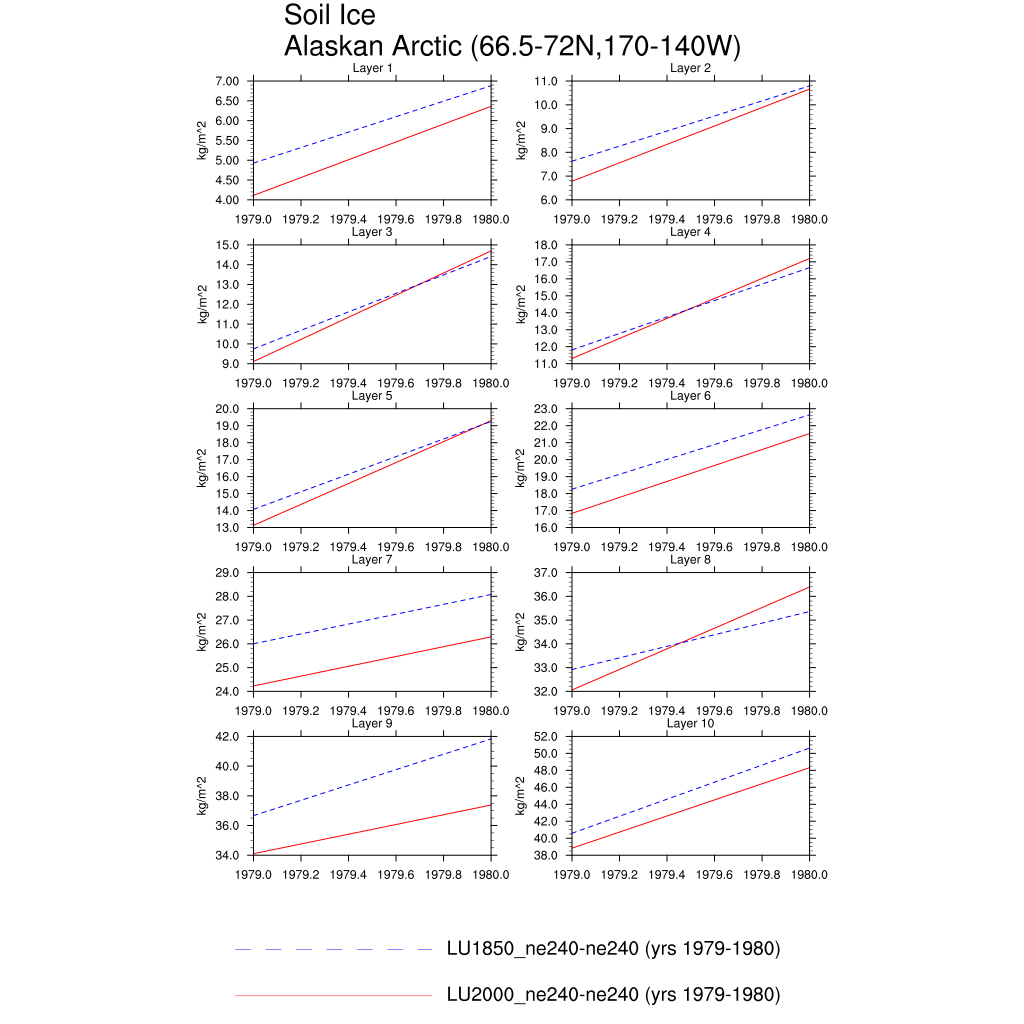 Soil Ice
Alaskan Arctic (66.5-72N,170-140W)
Layer 1
kg/m^2
7.00
6.50
6.00
5.50
5.00
4.50
4.00
1979.0 1979.2 1979.4 1979.6 1979.8 1980.0
Layer 2
kg/m^2
11.0
10.0
9.0
8.0
7.0
6.0
1979.0 1979.2 1979.4 1979.6 1979.8 1980.0
Layer 3
kg/m^2
15.0
14.0
13.0
12.0
11.0
10.0
9.0
1979.0 1979.2 1979.4 1979.6 1979.8 1980.0
Layer 4
kg/m^2
18.0
17.0
16.0
15.0
14.0
13.0
12.0
11.0
1979.0 1979.2 1979.4 1979.6 1979.8 1980.0
Layer 5
kg/m^2
20.0
19.0
18.0
17.0
16.0
15.0
14.0
13.0
1979.0 1979.2 1979.4 1979.6 1979.8 1980.0
Layer 6
kg/m^2
23.0
22.0
21.0
20.0
19.0
18.0
17.0
16.0
1979.0 1979.2 1979.4 1979.6 1979.8 1980.0
Layer 7
kg/m^2
29.0
28.0
27.0
26.0
25.0
24.0
1979.0 1979.2 1979.4 1979.6 1979.8 1980.0
Layer 8
kg/m^2
37.0
36.0
35.0
34.0
33.0
32.0
1979.0 1979.2 1979.4 1979.6 1979.8 1980.0
Layer 9
kg/m^2
42.0
40.0
38.0
36.0
34.0
1979.0 1979.2 1979.4 1979.6 1979.8 1980.0
Layer 10
kg/m^2
52.0
50.0
48.0
46.0
44.0
42.0
40.0
38.0
1979.0 1979.2 1979.4 1979.6 1979.8 1980.0
LU1850_ne240-ne240 (yrs 1979-1980)
LU2000_ne240-ne240 (yrs 1979-1980)